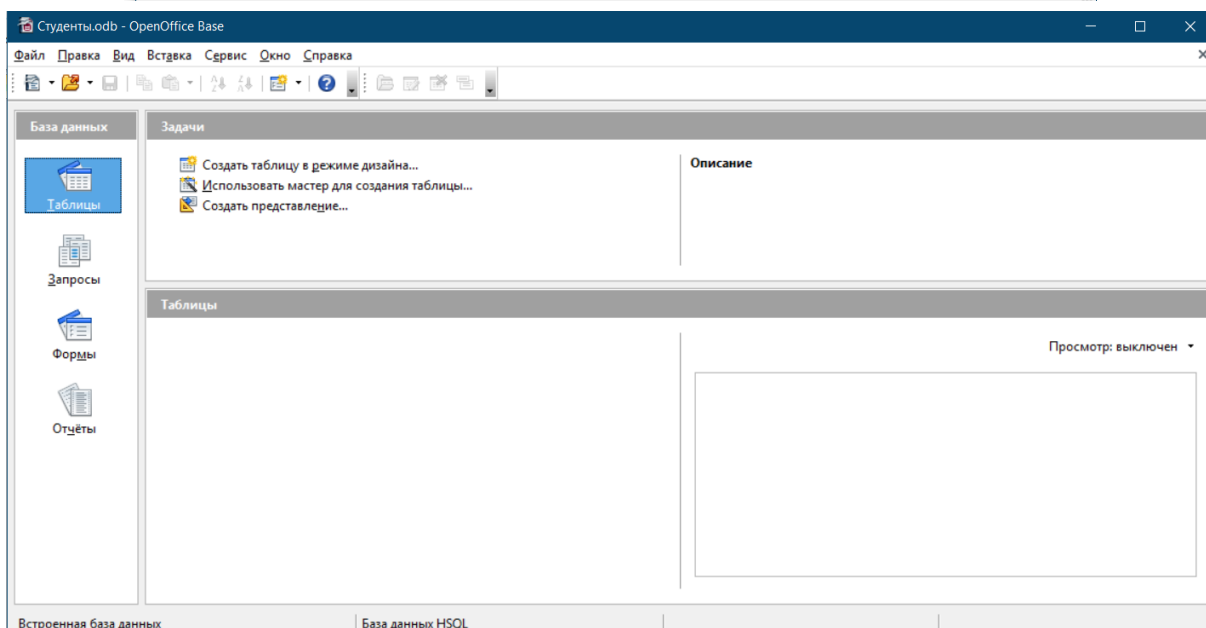 Студенты.odb - OpenOffice Base
Файл Правка Вид Вставка Сервис Окно Справка
База данных
Задачи
Таблицы
Запросы
Формы
Отчёты
Создать таблицу в режиме дизайна...
Использовать мастер для создания таблицы...
Создать представление...
Описание
Таблицы
Просмотр: выключен
Встроенная база данных
База данных HSQL